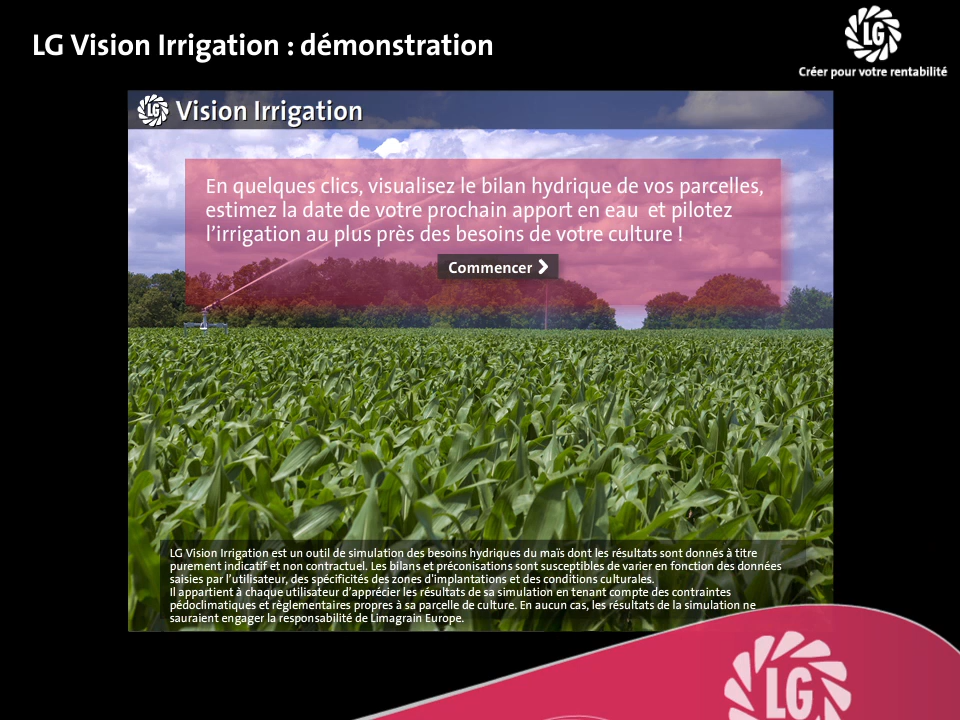 LG Vision Irrigation : démonstration
LG
Créer pour votre rentabilité
LG Vision Irrigation
En quelques clics, visualisez le bilan hydrique de vos parcelles,
estimez la date de votre prochain apport en eau et pilotez
l'irrigation au plus près des besoins de votre culture !
Commencer
LG Vision Irrigation est un outil de simulation des besoins hydriques du maïs dont les résultats sont donnés à titre
purement indicatif et non contractuel. Les bilans et préconisations sont susceptibles de varier en fonction des données
saisies par l'utilisateur, des spécificités des zones d'implantations et des conditions culturales.
Il appartient à chaque utilisateur d'apprécier les résultats de sa simulation en tenant compte des contraintes
pédoclimatiques et règlementaires propres à sa parcelle de culture. En aucun cas, les résultats de la simulation ne
sauraient engager la responsabilité de Limagrain Europe.
LG